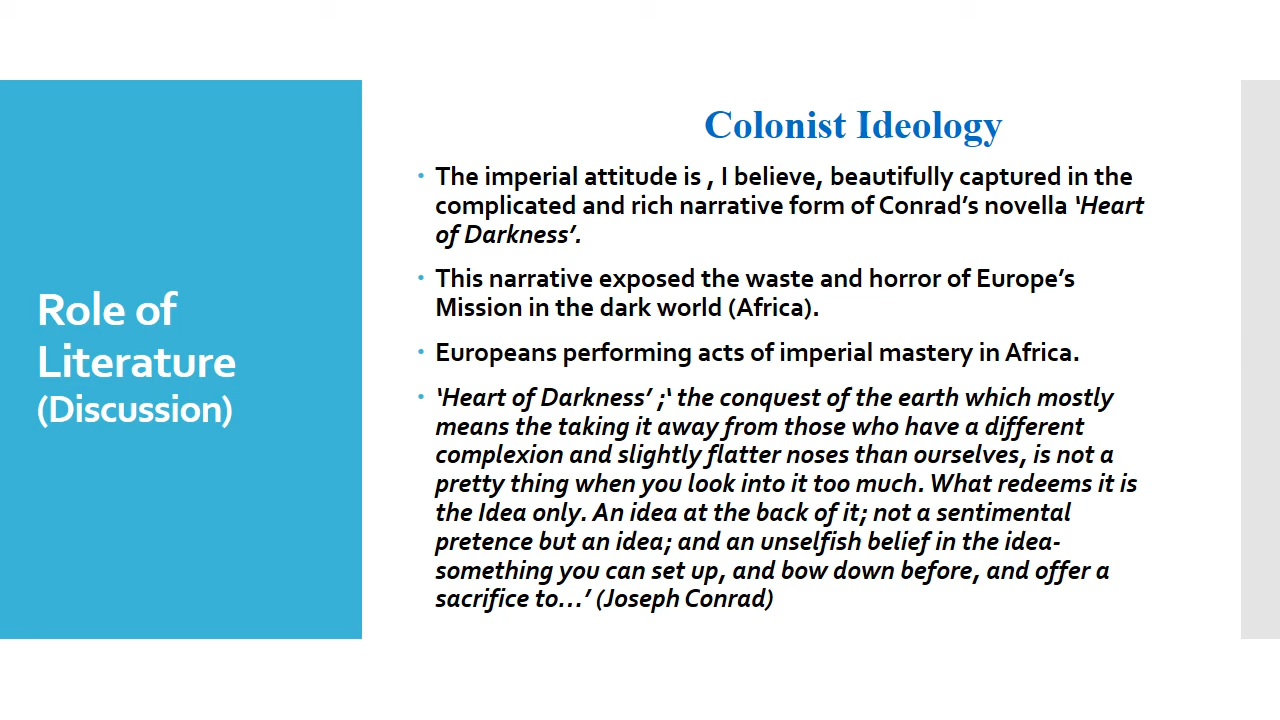 Role of
Literature
(Discussion)
Colonist Ideology
• The imperial attitude is , I believe, beautifully captured in the
complicated and rich narrative form of Conrad’s novella ‘Heart
of Darkness’.
• This narrative exposed the waste and horror of Europe’s
Mission in the dark world (Africa).
• Europeans performing acts of imperial mastery in Africa.
• ‘Heart of Darkness’ ;‘ the conquest of the earth which mostly
means the taking it away from those who have a different
complexion and slightly flatter noses than ourselves, is not a
pretty thing when you look into it too much. What redeems it is
the Idea only. An idea at the back of it; not a sentimental
pretence but an idea; and an unselfish belief in the idea-
something you can set up, and bow down before, and offer a
sacrifice to…’ (Joseph Conrad)